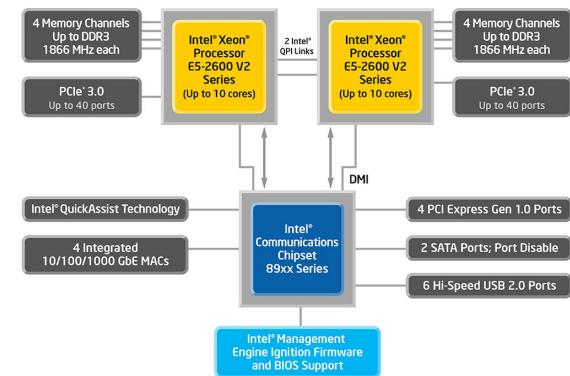 4 Memory Channels
Up to DDR3
1866 MHz each
Intel® Xeon®
Processor
E5-2600 V2
Series
(Up to 10 cores)
2 Intel®
QPI Links
Intel® Xeon®
Processor
E5-2600 V2
Series
(Up to 10 cores)
4 Memory Channels
Up to DDR3
1866 MHz each
PCIe® 3.0
Up to 40 ports
PCIe® 3.0
Up to 40 ports
DMI
Intel® QuickAssist Technology
4 Integrated
10/100/1000 GbE MACs
Intel®
Communications
Chipset
89xx Series
4 PCI Express Gen 1.0 Ports
2 SATA Ports; Port Disable
6 Hi-Speed USB 2.0 Ports
Intel® Management
Engine Ignition Firmware
and BIOS Support